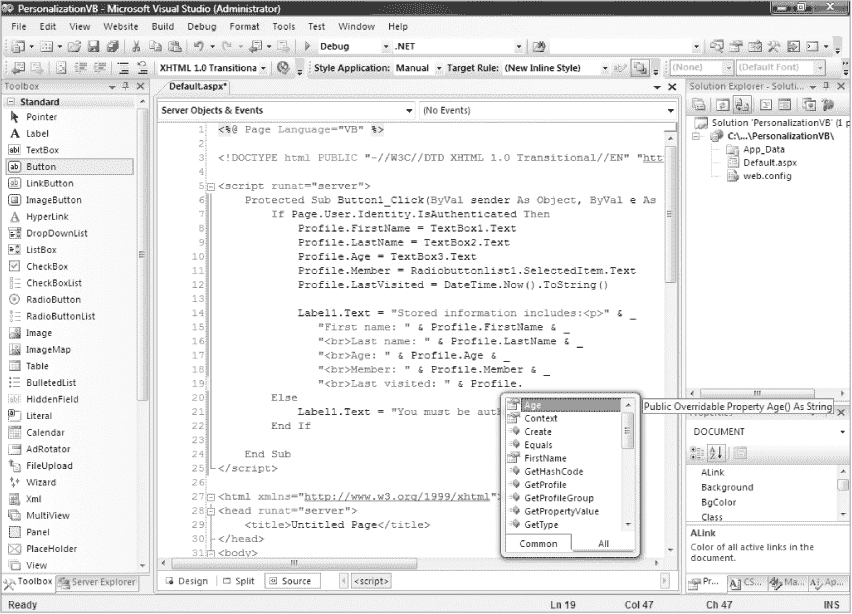 PersonalizationVB - Microsoft Visual Studio (Administrator)
File Edit View Website Build Debug Format Tools Test Window Help
Debug .NET
XHTML 1.0 Transitiona Style Application: Manual Target Rule: (New Inline Style) (None) (Default Font)
Toolbox
Standard
Pointer
Label
TextBox
Button
LinkButton
ImageButton
HyperLink
DropDownList
ListBox
CheckBox
CheckBoxList
RadioButton
RadioButtonList
Image
ImageMap
Table
BulletedList
HiddenField
Literal
Calendar
AdRotator
FileUpload
Wizard
Xml
MultiView
Panel
PlaceHolder
View
Toolbox Server Explorer
Default.aspx*
Server Objects & Events (No Events)
1 <%@ Page Language="VB" %>
2
3 <!DOCTYPE html PUBLIC "-//W3C//DTD XHTML 1.0 Transitional//EN" "htt
4
5 <script runat="server">
6 Protected Sub Button1_Click(ByVal sender As Object, ByVal e As
7 If Page.User.Identity.IsAuthenticated Then
8 Profile.FirstName = TextBox1.Text
9 Profile.LastName = TextBox2.Text
10 Profile.Age = TextBox3.Text
11 Profile.Member = Radiobuttonlist1.SelectedItem.Text
12 Profile.LastVisited = DateTime.Now().ToString()
13
14 Label1.Text = "Stored information includes:<p>" & _
15 "First name: " & Profile.FirstName & _
16 "<br>Last name: " & Profile.LastName & _
17 "<br>Age: " & Profile.Age & _
18 "<br>Member: " & Profile.Member & _
19 "<br>Last visited: " & Profile.
20 Else
21 Label1.Text = "You must be aut
22 End If
23
24 End Sub
25 </script>
26
27 <html xmlns="http://www.w3.org/1999/xhtml">
28 <head runat="server">
29 <title>Untitled Page</title>
30 </head>
31 <body>
Age
Context
Create
Equals
FirstName
GetHashCode
GetProfile
GetProfileGroup
GetPropertyValue
GetType
Common All
Public Overridable Property Age() As String
Design Split Source <script>
Solution Explorer - Soluti...
Solution 'PersonalizationVB' (1 p
C:\...\PersonalizationVB\
App_Data
Default.aspx
web.config
DOCUMENT
ALink
Background
BgColor
Class
ALink
Color of all active links in the
document.
Pr... CS... Ma... Ap...
Ready Ln 19 Col 47 Ch 47 INS